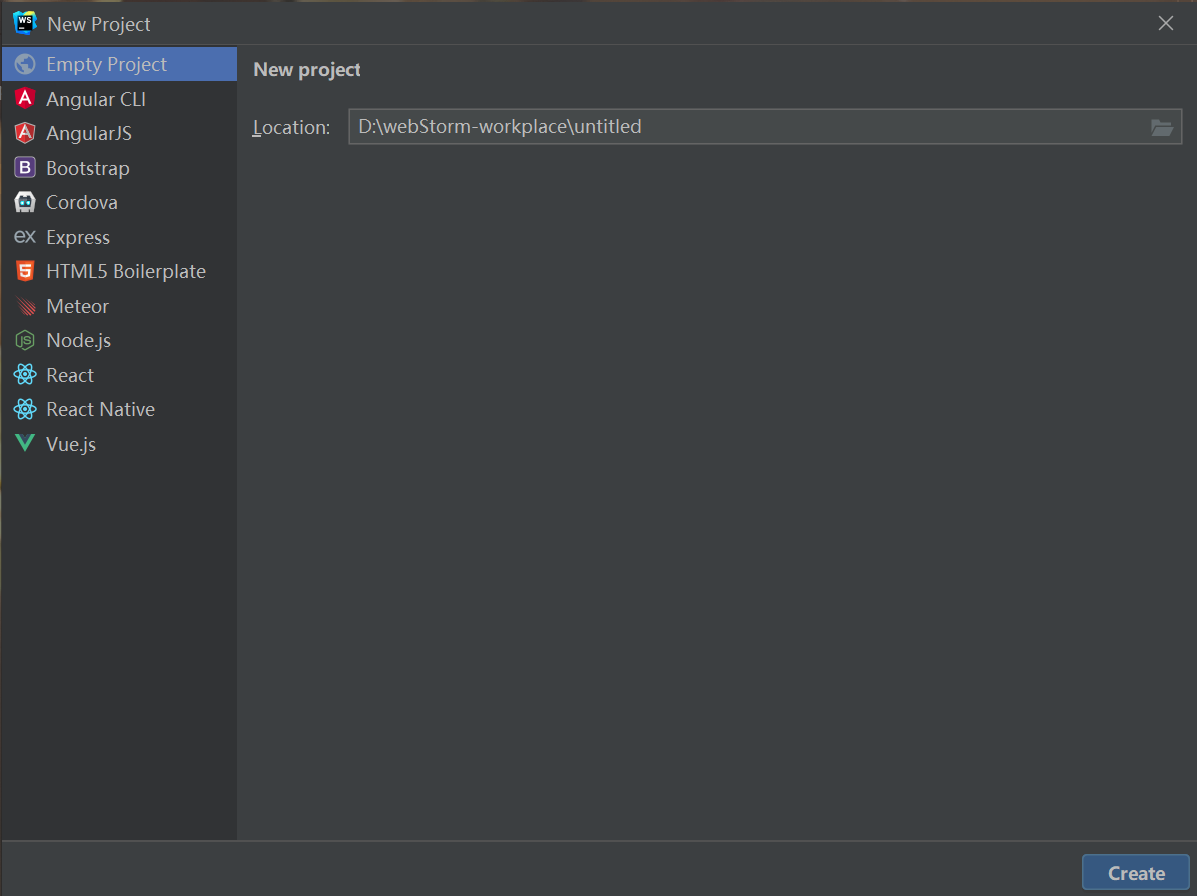 New Project
Empty Project
Angular CLI
AngularJS
Bootstrap
Cordova
Express
HTML5 Boilerplate
Meteor
Node.js
React
React Native
Vue.js
New project
Location: D:\webStorm-workplace\untitled
Create